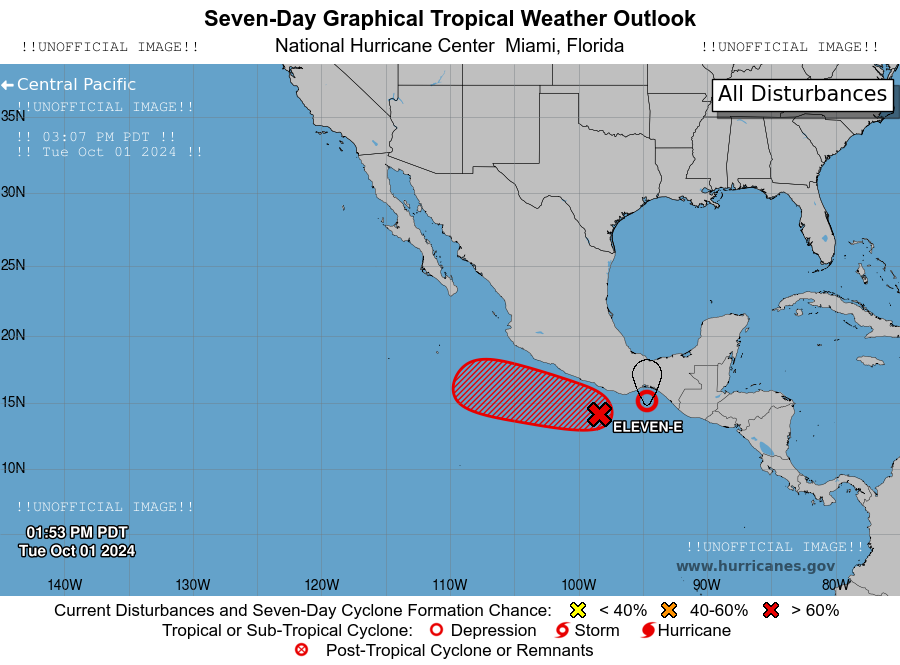 Seven-Day Graphical Tropical Weather Outlook
!!UNOFFICIAL IMAGE!! National Hurricane Center Miami, Florida !!UNOFFICIAL IMAGE!!
Central Pacific
All Disturbances
!!UNOFFICIAL IMAGE!!
35N
!! 03:07 PM PDT !!
!! Tue Oct 01 2024 !!
30N
25N
20N
15N
ELEVEN-E
10N
!!UNOFFICIAL IMAGE!!
01:53 PM PDT
Tue Oct 01 2024
!!UNOFFICIAL IMAGE!!
www.hurricanes.gov
140W 130W 120W 110W 100W 90W 80W
Current Disturbances and Seven-Day Cyclone Formation Chance: < 40% 40-60% > 60%
Tropical or Sub-Tropical Cyclone: Depression Storm Hurricane
Post-Tropical Cyclone or Remnants